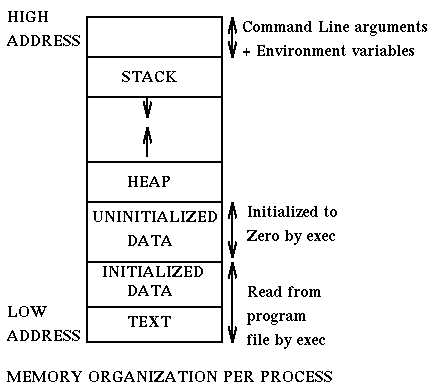 HIGH
ADDRESS
Command Line arguments
+ Environment variables
STACK
HEAP
UNINITIALIZED
DATA
Initialized to
Zero by exec
INITIALIZED
DATA
Read from
program
file by exec
LOW
ADDRESS
TEXT
MEMORY ORGANIZATION PER PROCESS